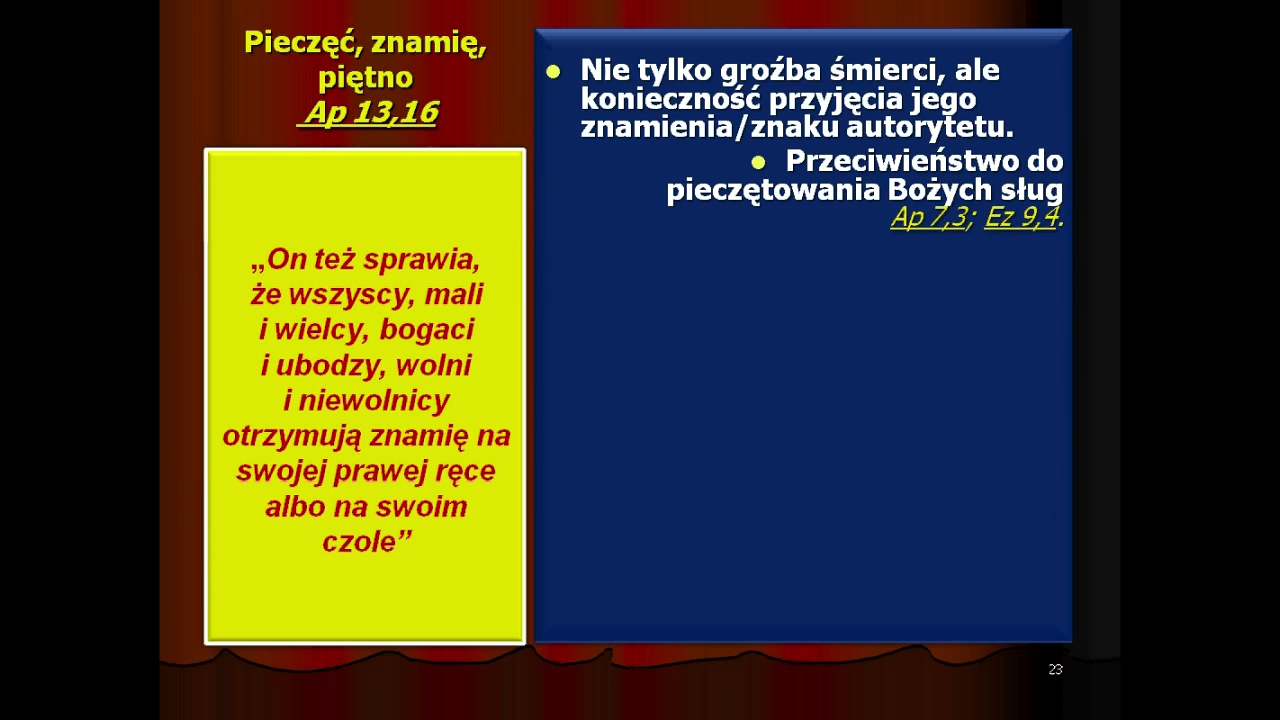 Pieczęć, znamię,
piętno
Ap 13,16
„On też sprawia,
że wszyscy, mali
i wielcy, bogaci
i ubodzy, wolni
i niewolnicy
otrzymują znamię na
swojej prawej ręce
albo na swoim
czole”
Nie tylko groźba śmierci, ale
konieczność przyjęcia jego
znamienia/znaku autorytetu.
Przeciwieństwo do
pieczętowania Bożych sług
Ap 7,3; Ez 9,4.
23